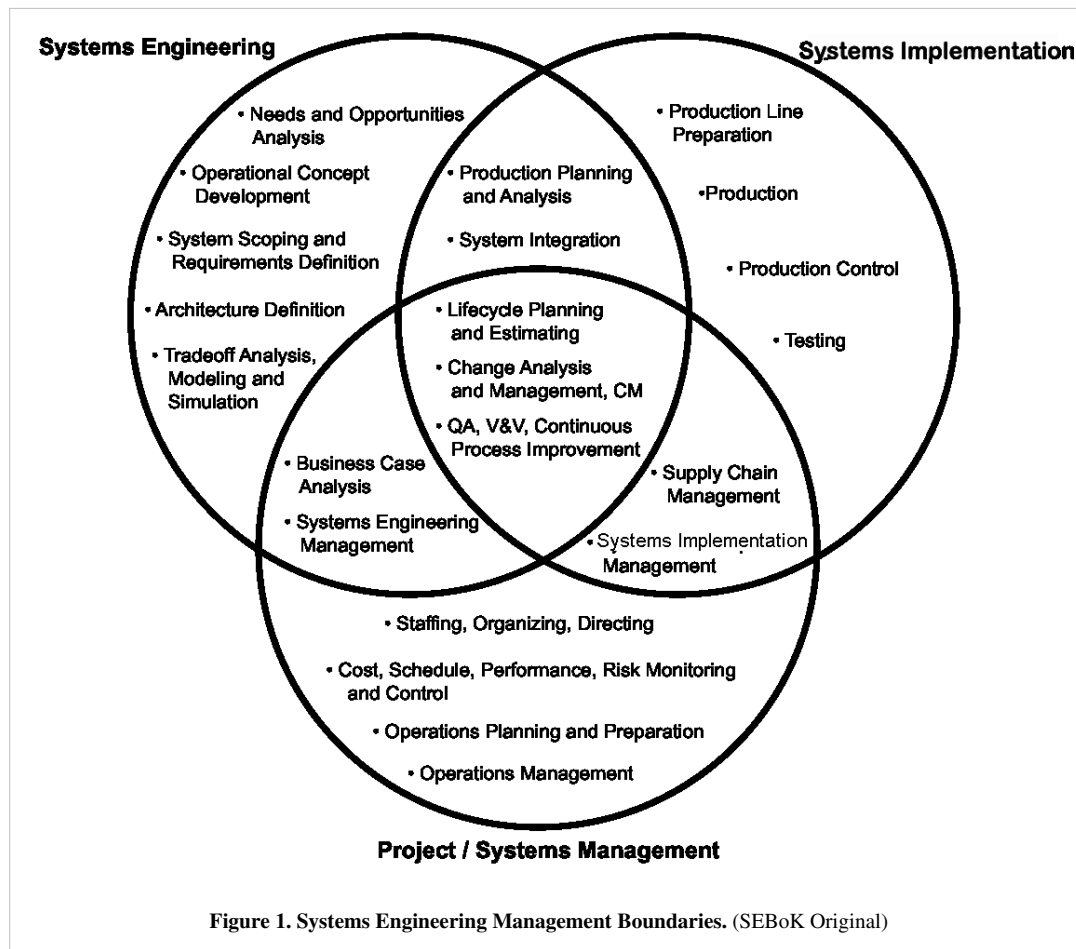 Systems Engineering
Systems Implementation
• Needs and Opportunities
Analysis
• Operational Concept
Development
• System Scoping and
Requirements Definition
• Architecture Definition
• Tradeoff Analysis,
Modeling and
Simulation
• Production Planning
and Analysis
• System Integration
• Production Line
Preparation
• Production
• Production Control
• Testing
• Lifecycle Planning
and Estimating
• Change Analysis
and Management, CM
• QA, V&V, Continuous
Process Improvement
• Business Case
Analysis
• Systems Engineering
Management
• Supply Chain
Management
• Systems Implementation
Management
• Staffing, Organizing, Directing
• Cost, Schedule, Performance, Risk Monitoring
and Control
• Operations Planning and Preparation
• Operations Management
Project / Systems Management
Figure 1. Systems Engineering Management Boundaries. (SEBoK Original)